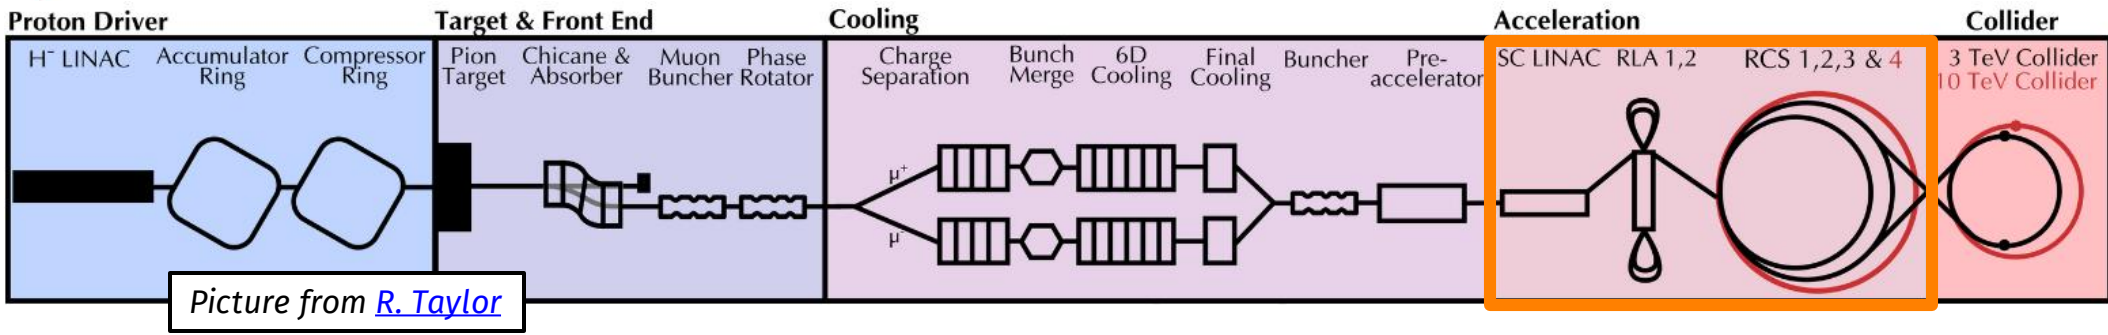 Proton Driver
Target & Front End
Cooling
Acceleration
Collider
H⁻ LINAC
Accumulator
Ring
Compressor
Ring
Pion
Target
Chicane &
Absorber
Muon
Buncher
Phase
Rotator
Charge
Separation
Bunch
Merge
6D
Cooling
Final
Cooling
Buncher
Pre-
accelerator
SC LINAC
RLA 1,2
RCS 1,2,3 & 4
3 TeV Collider
10 TeV Collider
μ⁺
μ⁻
Picture from R. Taylor